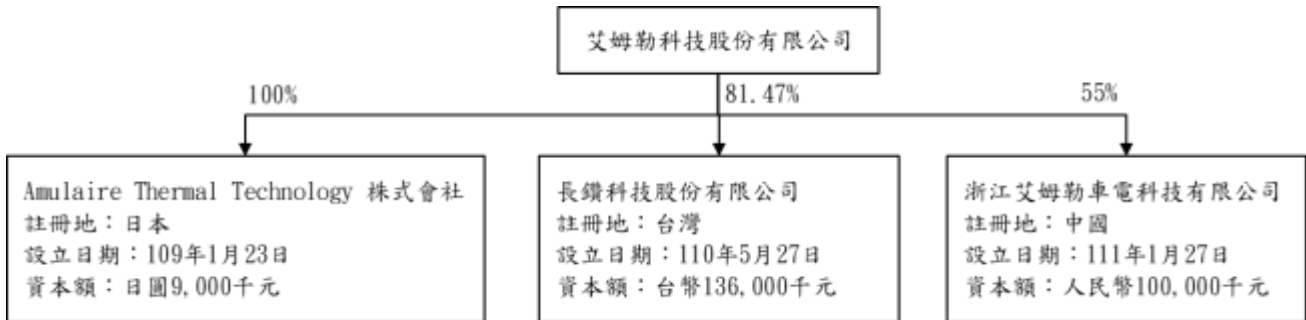 艾姆勒科技股份有限公司
100%
81.47%
55%
Amulaire Thermal Technology 株式會社
註冊地：日本
設立日期：109年1月23日
資本額：日圓9,000千元
長鑽科技股份有限公司
註冊地：台灣
設立日期：110年5月27日
資本額：台幣136,000千元
浙江艾姆勒車電科技有限公司
註冊地：中國
設立日期：111年1月27日
資本額：人民幣100,000千元